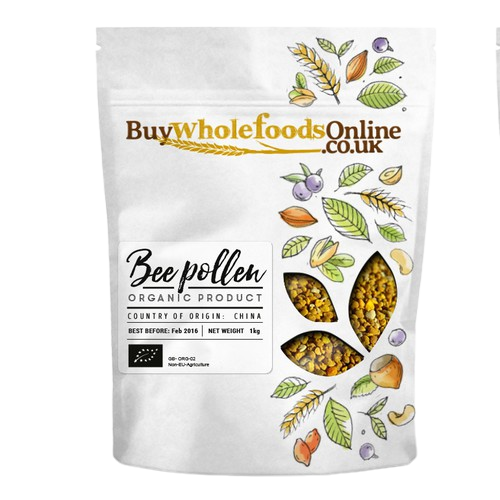 BuyWholefoodsOnline
.co.uk
Bee pollen
ORGANIC PRODUCT
COUNTRY OF ORIGIN: CHINA
BEST BEFORE: Feb 2016 NET WEIGHT 1kg
GB- ORG-02
Non-EU-Agriculture